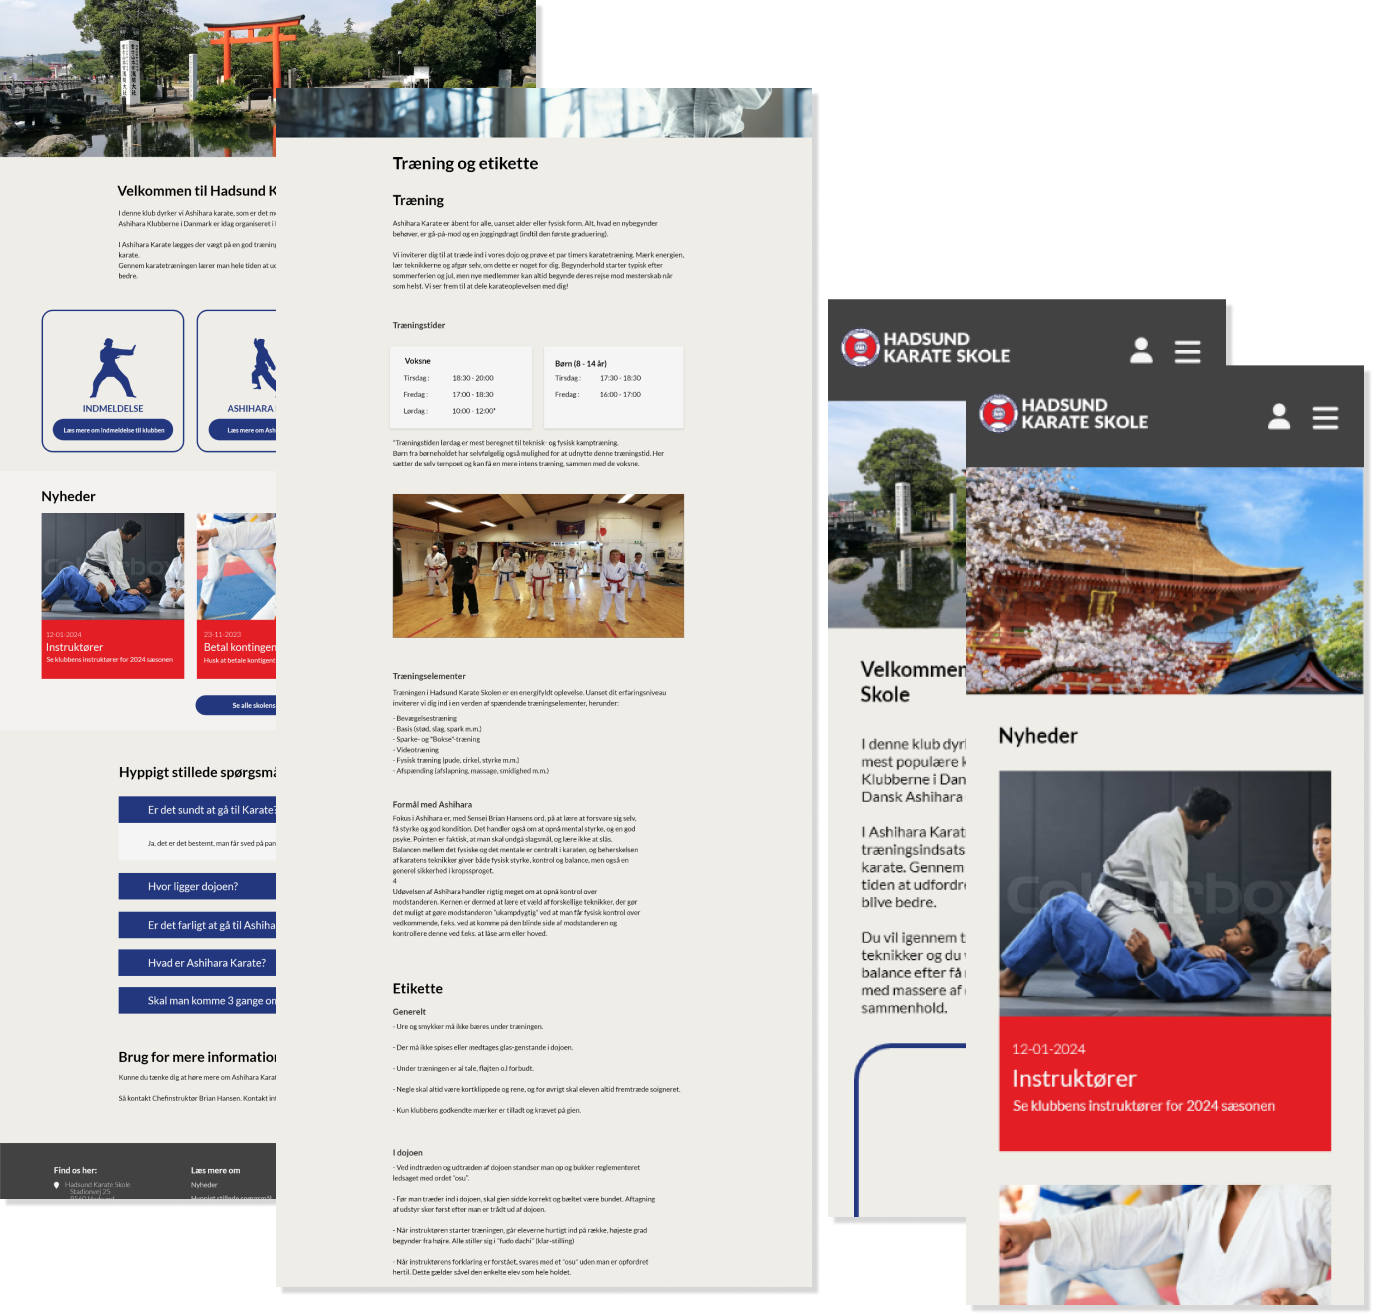 Velkommen til Hadsund K
I denne klub dyrker vi Ashihara karate, som er det m
Ashihara Klubberne i Danmark er idag organiseret i
I Ashihara Karate lægges der vægt på en god træning
karate.
Gennem karatetræningen lærer man hele tiden at ud
bedre.
INDMELDELSE
Læs mere om indmeldelse til klubben
ASHIHARA
Læs mere om Ash
Nyheder
12-01-2024
Instruktører
Se klubbens instruktører for 2024 sæsonen
23-11-2023
Betal kontingen
Husk at betale kontigent
Se alle skolens
Hyppigt stillede spørgsmå
Er det sundt at gå til Karate?
Ja, det er det bestemt, man får sved på pan
Hvor ligger dojoen?
Er det farligt at gå til Ashiha
Hvad er Ashihara Karate?
Skal man komme 3 gange om
Brug for mere information
Kunne du tænke dig at høre mere om Ashihara Karat
Så kontakt Chefinstruktør Brian Hansen. Kontakt inf
Find os her:
Hadsund Karate Skole
Stadionvej 25
9560 Hadsund
Læs mere om
Nyheder
Hyppigt stillede spørgsmål
Træning og etikette
Træning
Ashihara Karate er åbent for alle, uanset alder eller fysisk form. Alt, hvad en nybegynder
behøver, er gå-på-mod og en joggingdragt (indtil den første graduering).
Vi inviterer dig til at træde ind i vores dojo og prøve et par timers karatetræning. Mærk energien,
lær teknikkerne og afgør selv, om dette er noget for dig. Begynderhold starter typisk efter
sommerferien og jul, men nye medlemmer kan altid begynde deres rejse mod mesterskab når
som helst. Vi ser frem til at dele karateoplevelsen med dig!
Træningstider
Voksne
Tirsdag : 18:30 - 20:00
Fredag : 17:00 - 18:30
Lørdag : 10:00 - 12:00*
Børn (8 - 14 år)
Tirsdag : 17:30 - 18:30
Fredag : 16:00 - 17:00
*Træningstiden lørdag er mest beregnet til teknisk- og fysisk kamptræning.
Børn fra børneholdet har selvfølgelig også mulighed for at udnytte denne træningstid. Her
sætter de selv tempoet og kan få en mere intens træning, sammen med de voksne.
Træningselementer
Træningen i Hadsund Karate Skolen er en energifyldt oplevelse. Uanset dit erfaringsniveau
inviterer vi dig ind i en verden af spændende træningselementer, herunder:
- Bevægelsestræning
- Basis (stød, slag, spark m.m.)
- Sparke- og "Bokse"-træning
- Videotræning
- Fysisk træning (pude, cirkel, styrke m.m.)
- Afspænding (afslapning, massage, smidighed m.m.)
Formål med Ashihara
Fokus i Ashihara er, med Sensei Brian Hansens ord, på at lære at forsvare sig selv,
få styrke og god kondition. Det handler også om at opnå mental styrke, og en god
psyke. Pointen er faktisk, at man skal undgå slagsmål, og lære ikke at slås.
Balancen mellem det fysiske og det mentale er centralt i karaten, og beherskelsen
af karatens teknikker giver både fysisk styrke, kontrol og balance, men også en
generel sikkerhed i kropssproget.
4
Udøvelsen af Ashihara handler rigtig meget om at opnå kontrol over
modstanderen. Kernen er dermed at lære et væld af forskellige teknikker, der gør
det muligt at gøre modstanderen "ukampdygtig" ved at man får fysisk kontrol over
vedkommende, f.eks. ved at komme på den blinde side af modstanderen og
kontrollere denne ved f.eks. at låse arm eller hoved.
Etikette
Generelt
- Ure og smykker må ikke bæres under træningen.
- Der må ikke spises eller medtages glas-genstande i dojoen.
- Under træningen er al tale, fløjten o.l forbudt.
- Negle skal altid være kortklippede og rene, og for øvrigt skal eleven altid fremtræde soigneret.
- Kun klubbens godkendte mærker er tilladt og krævet på gien.
I dojoen
- Ved indtræden og udtræden af dojoen standser man op og bukker reglementeret
ledsaget med ordet "osu".
- Før man træder ind i dojoen, skal gien sidde korrekt og bæltet være bundet. Aftagning
af udstyr sker først efter man er trådt ud af dojoen.
- Når instruktøren starter træningen, går eleverne hurtigt ind på række, højeste grad
begynder fra højre. Alle stiller sig i "fudo dachi" (klar-stilling)
- Når instruktørens forklaring er forstået, svares med et "osu" uden man er opfordret
hertil. Dette gælder såvel den enkelte elev som hele holdet.
HADSUND
KARATE SKOLE
Velkommen
Skole
I denne klub dyrk
mest populære k
Klubberne i Dan
Dansk Ashihara
I Ashihara Karat
træningsindsats
karate. Gennem
tiden at udfordre
blive bedre.
Du vil igennem t
teknikker og du v
balance efter få
med massere af
sammenhold.
HADSUND
KARATE SKOLE
Nyheder
Colourbox
12-01-2024
Instruktører
Se klubbens instruktører for 2024 sæsonen